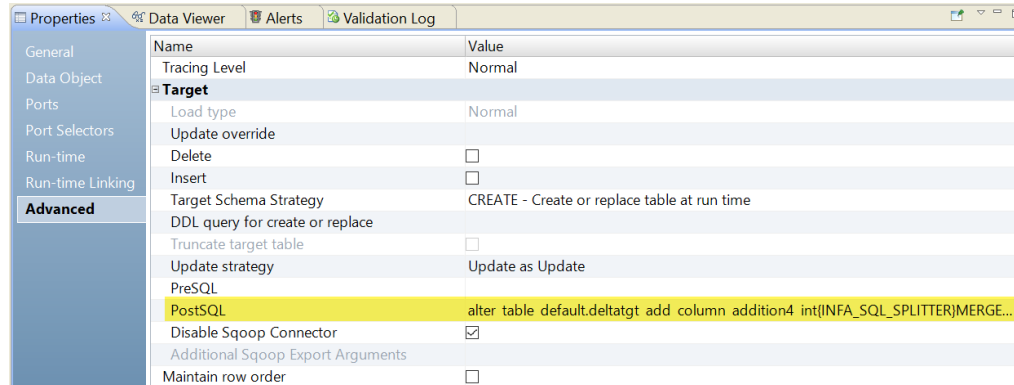 Properties Data Viewer Alerts Validation Log
General
Data Object
Ports
Port Selectors
Run-time
Run-time Linking
Advanced
Name Value
Tracing Level Normal
Target
Load type Normal
Update override
Delete
Insert
Target Schema Strategy CREATE - Create or replace table at run time
DDL query for create or replace
Truncate target table
Update strategy Update as Update
PreSQL
PostSQL alter table default.deltatgt add column addition4 int{INFA_SQL_SPLITTER}MERGE...
Disable Sqoop Connector
Additional Sqoop Export Arguments
Maintain row order